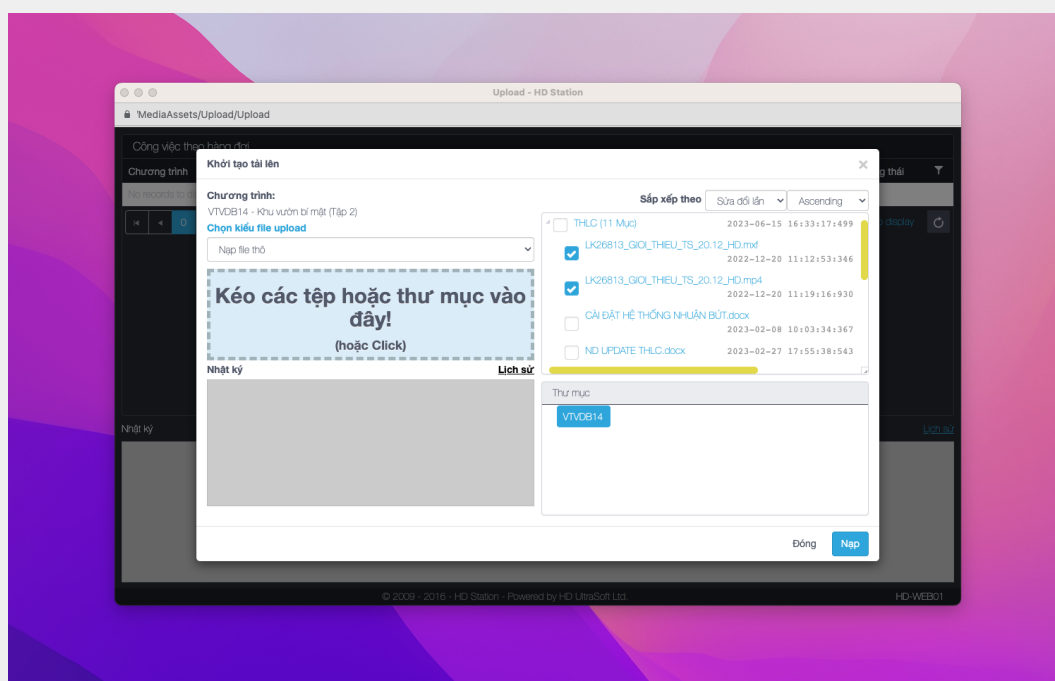 Upload - HD Station
'MediaAssets/Upload/Upload
Công việc theo hàng đợi
Chương trình
g thái
No records to di
0
display
Khởi tạo tải lên
Chương trình:
VTVDB14 - Khu vườn bí mật (Tập 2)
Chọn kiểu file upload
Nạp file thô
Kéo các tệp hoặc thư mục vào
đây!
(hoặc Click)
Nhật ký
Lịch sử
Sắp xếp theo
Sửa đổi lần
Ascending
THLC (11 Mục)
2023-06-15 16:33:17:499
LK26813_GIOI_THIEU_TS_20.12_HD.mxf
2022-12-20 11:12:53:346
LK26813_GIOI_THIEU_TS_20.12_HD.mp4
2022-12-20 11:19:16:930
CÀI ĐẶT HỆ THỐNG NHUẬN BÚT.docx
2023-02-08 10:03:34:367
ND UPDATE THLC.docx
2023-02-27 17:55:38:543
Thư mục
VTVDB14
Đóng
Nạp
Nhật ký
Lịch sử
© 2009 - 2016 - HD Station - Powered by HD UltraSoft Ltd.
HD-WEB01